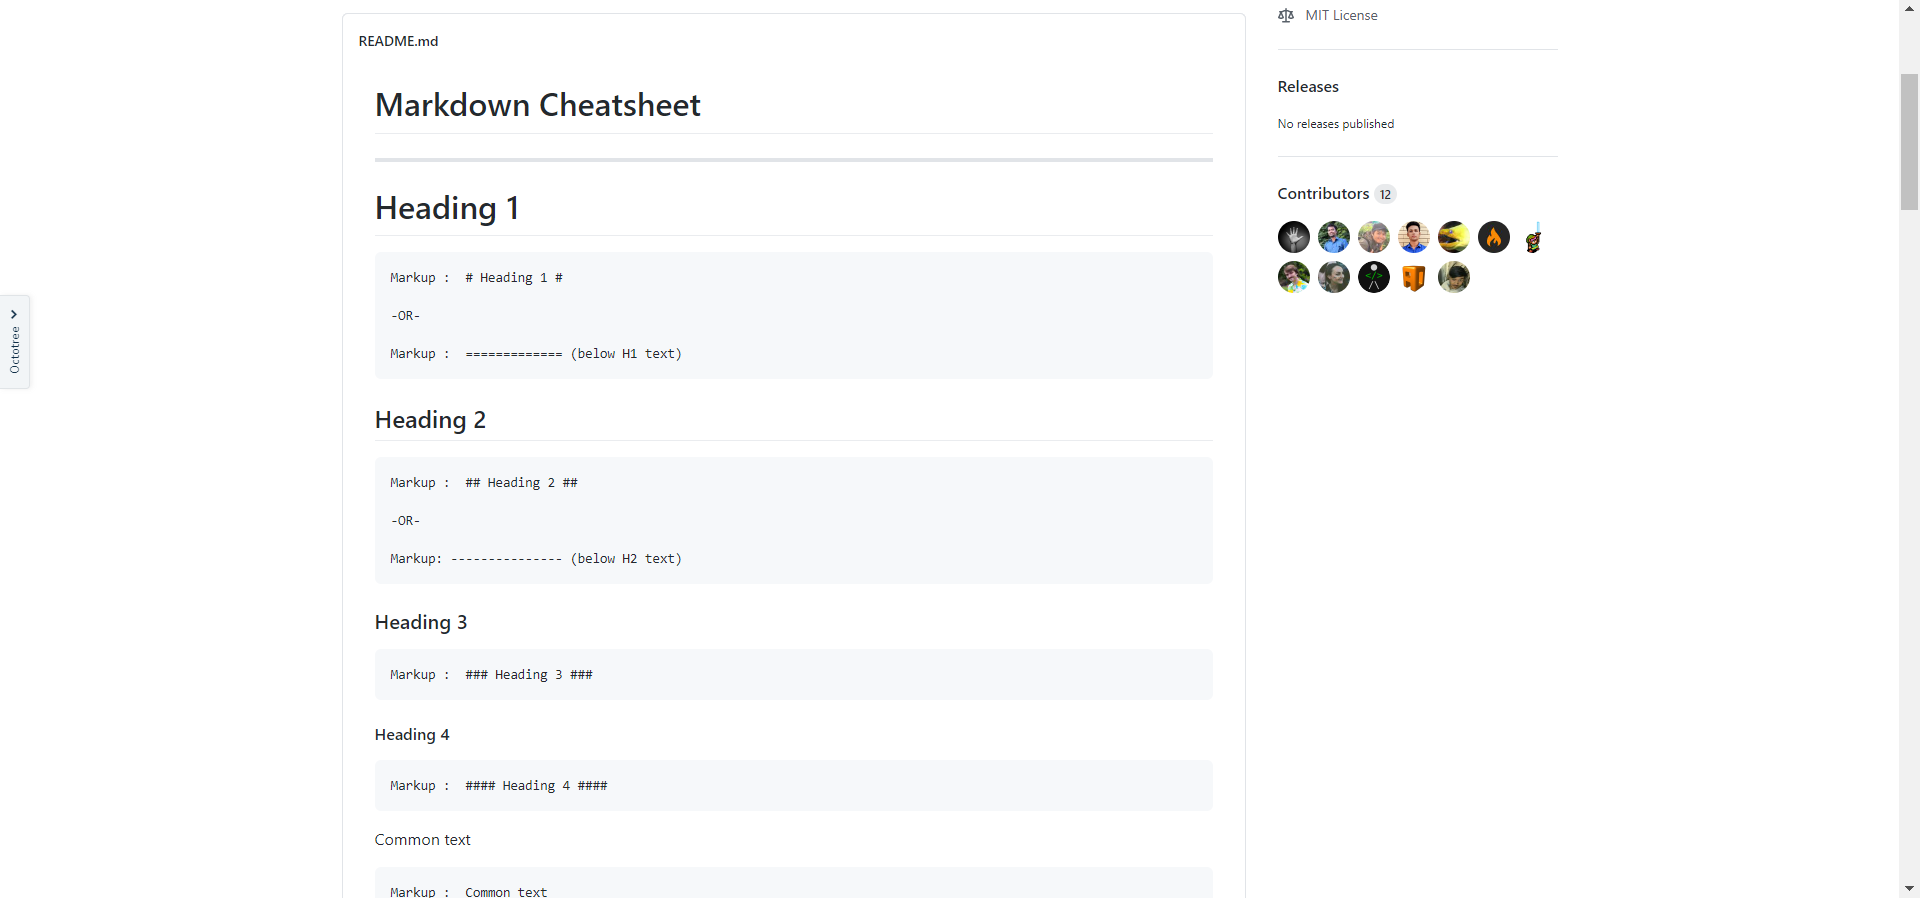 README.md
Markdown Cheatsheet
Heading 1
Markup :  # Heading 1 #
-OR-
Markup :  ============= (below H1 text)
Heading 2
Markup :  ## Heading 2 ##
-OR-
Markup: --------------- (below H2 text)
Heading 3
Markup :  ### Heading 3 ###
Heading 4
Markup :  #### Heading 4 ####
Common text
Markup :  Common text
MIT License
Releases
No releases published
Contributors 12
Octotree